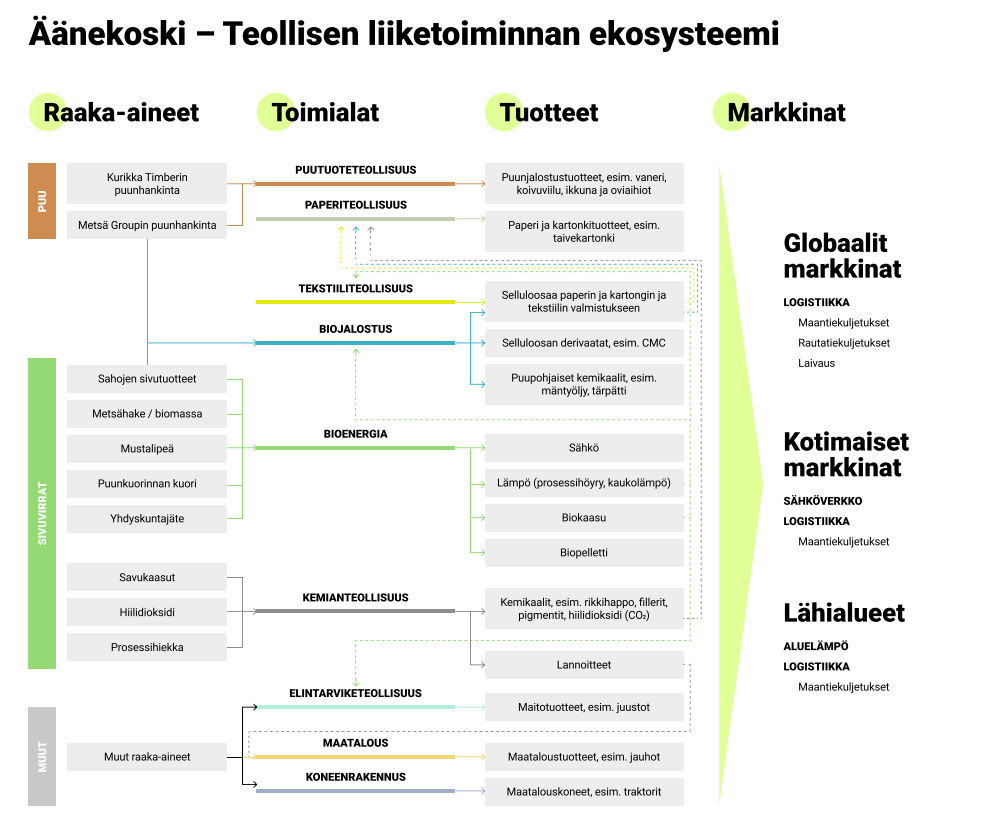 Äänekoski – Teollisen liiketoiminnan ekosysteemi
Raaka-aineet
Toimialat
Tuotteet
Markkinat
PUU
Kurikka Timberin
puunhankinta
Metsä Groupin puunhankinta
SIVUVIRRAT
Sahojen sivutuotteet
Metsähake / biomassa
Mustalipeä
Puunkuorinnan kuori
Yhdyskuntajäte
Savukaasut
Hiilidioksidi
Prosessihiekka
MUUT
Muut raaka-aineet
PUUTUOTETEOLLISUUS
PAPERITEOLLISUUS
TEKSTIILITEOLLISUUS
BIOJALOSTUS
BIOENERGIA
KEMIANTEOLLISUUS
ELINTARVIKETEOLLISUUS
MAATALOUS
KONEENRAKENNUS
Puunjalostustuotteet, esim. vaneri,
koivuviilu, ikkuna ja oviaihiot
Paperi ja kartonkituotteet, esim.
taivekartonki
Selluloosaa paperin ja kartongin ja
tekstiilin valmistukseen
Selluloosan derivaatat, esim. CMC
Puupohjaiset kemikaalit, esim.
mäntyöljy, tärpätti
Sähkö
Lämpö (prosessihöyry, kaukolämpö)
Biokaasu
Biopelletti
Kemikaalit, esim. rikkihappo, fillerit,
pigmentit, hiilidioksidi (CO₂)
Lannoitteet
Maitotuotteet, esim. juustot
Maataloustuotteet, esim. jauhot
Maatalouskoneet, esim. traktorit
Globaalit
markkinat
LOGISTIIKKA
Maantiekuljetukset
Rautatiekuljetukset
Laivaus
Kotimaiset
markkinat
SÄHKÖVERKKO
LOGISTIIKKA
Maantiekuljetukset
Lähialueet
ALUELÄMPÖ
LOGISTIIKKA
Maantiekuljetukset